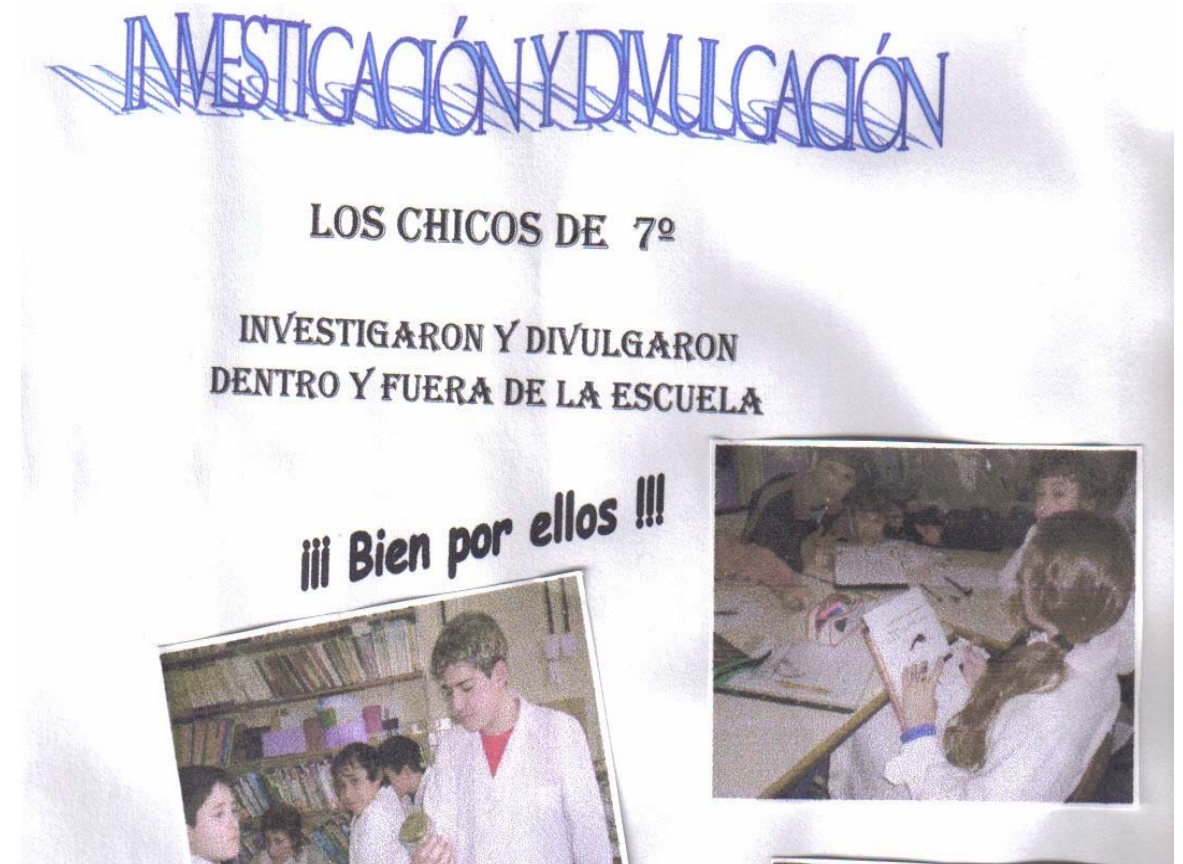 INVESTIGACIÓN Y DIVULGACIÓN
LOS CHICOS DE 7º
INVESTIGARON Y DIVULGARON
DENTRO Y FUERA DE LA ESCUELA
¡¡¡ Bien por ellos !!!